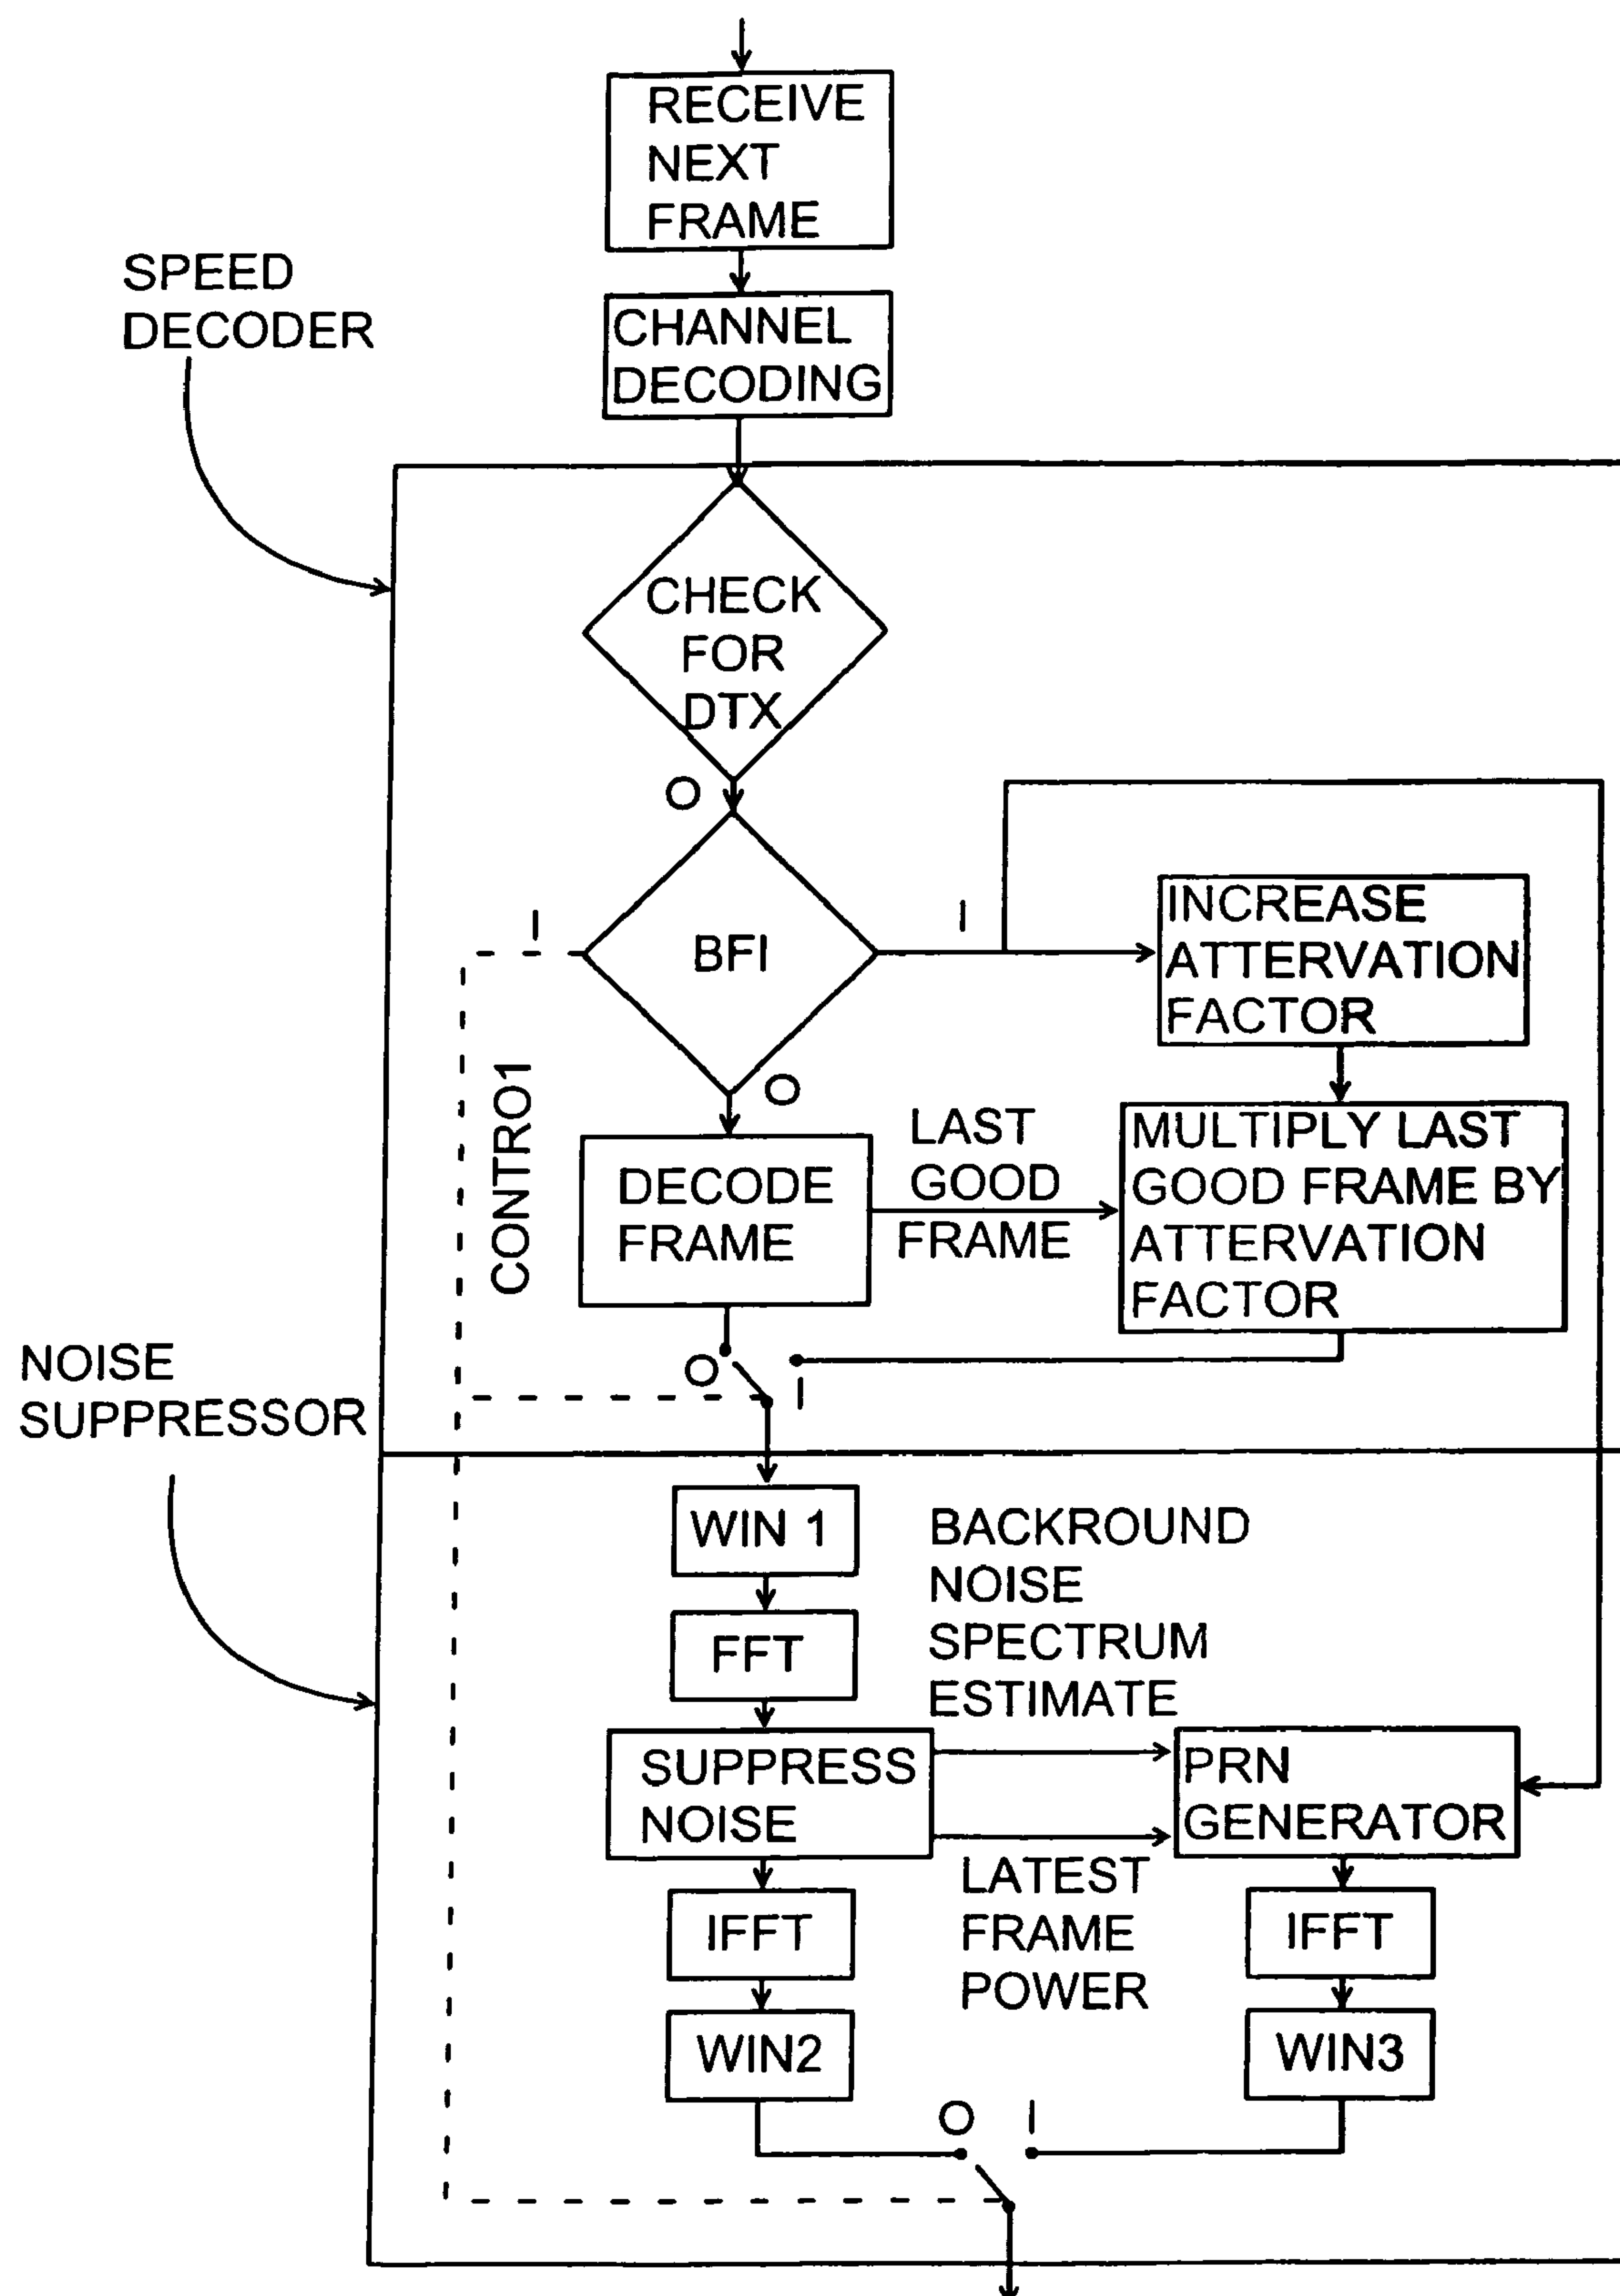 RECEIVE
NEXT
FRAME
SPEED
DECODER
CHANNEL
DECODING
CHECK
FOR
DTX
O
I
BFI
I
INCREASE
ATTERVATION
FACTOR
CONTRO1
O
DECODE
FRAME
LAST
GOOD
FRAME
MULTIPLY LAST
GOOD FRAME BY
ATTERVATION
FACTOR
O
I
NOISE
SUPPRESSOR
WIN 1
FFT
BACKROUND
NOISE
SPECTRUM
ESTIMATE
SUPPRESS
NOISE
PRN
GENERATOR
LATEST
FRAME
POWER
IFFT
IFFT
WIN2
WIN3
O
I